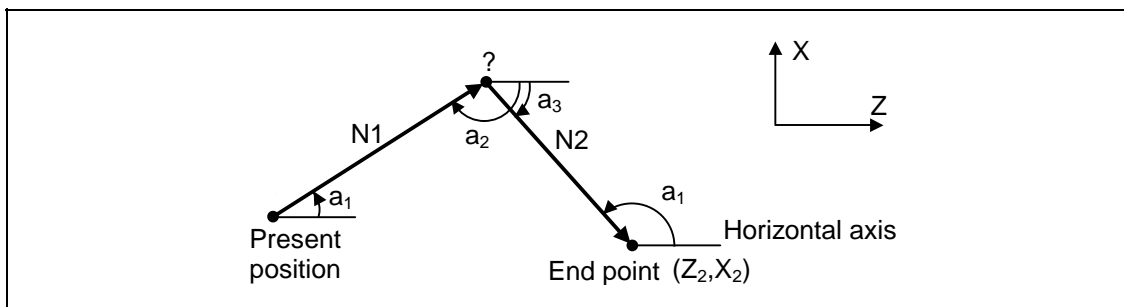 ?
X
a₃
Z
N1
a₂
N2
a₁
a₁
Present
position
Horizontal axis
End point (Z₂,X₂)